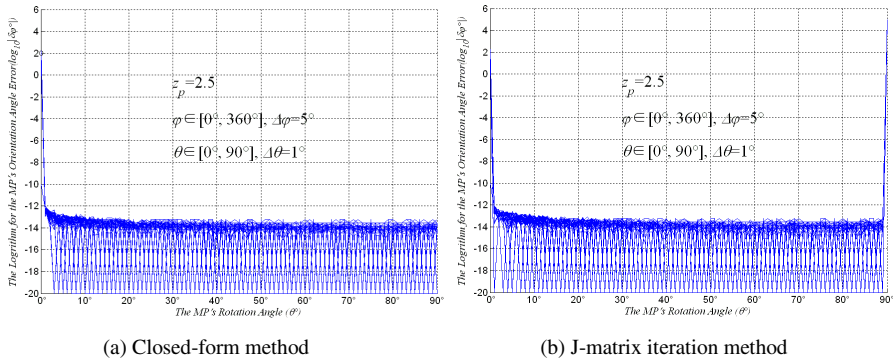 6
4
2
0
-2
-4
-6
-8
-10
-12
-14
-16
-18
-20
The Logrithm for the MP's Orientation Angle Error(log10|δφ°|)
z_p=2.5
φ∈[0°, 360°], Δφ=5°
θ∈[0°, 90°], Δθ=1°
0° 10° 20° 30° 40° 50° 60° 70° 80° 90°
The MP's Rotation Angle (θ°)
(a) Closed-form method
6
4
2
0
-2
-4
-6
-8
-10
-12
-14
-16
-18
-20
The Logrithm for the MP's Orientation Angle Error(log10|δφ°|)
z_p=2.5
φ∈[0°, 360°], Δφ=5°
θ∈[0°, 90°], Δθ=1°
0° 10° 20° 30° 40° 50° 60° 70° 80° 90°
The MP's Rotation Angle (θ°)
(b) J-matrix iteration method